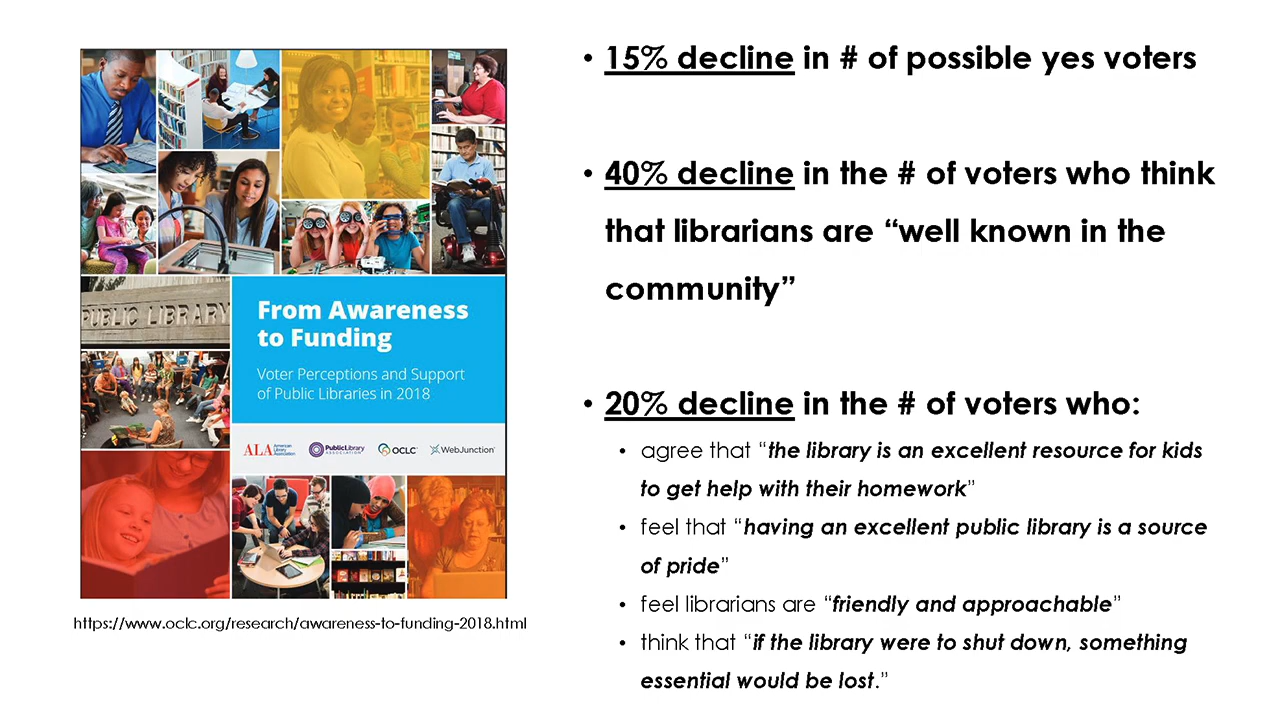 PUBLIC LIBRARY
From Awareness
to Funding
Voter Perceptions and Support
of Public Libraries in 2018
ALA American Library Association
PublicLibrary ASSOCIATION
OCLC
WebJunction
https://www.oclc.org/research/awareness-to-funding-2018.html
• 15% decline in # of possible yes voters
• 40% decline in the # of voters who think
that librarians are “well known in the
community”
• 20% decline in the # of voters who:
• agree that “the library is an excellent resource for kids
to get help with their homework”
• feel that “having an excellent public library is a source
of pride”
• feel librarians are “friendly and approachable”
• think that “if the library were to shut down, something
essential would be lost.”